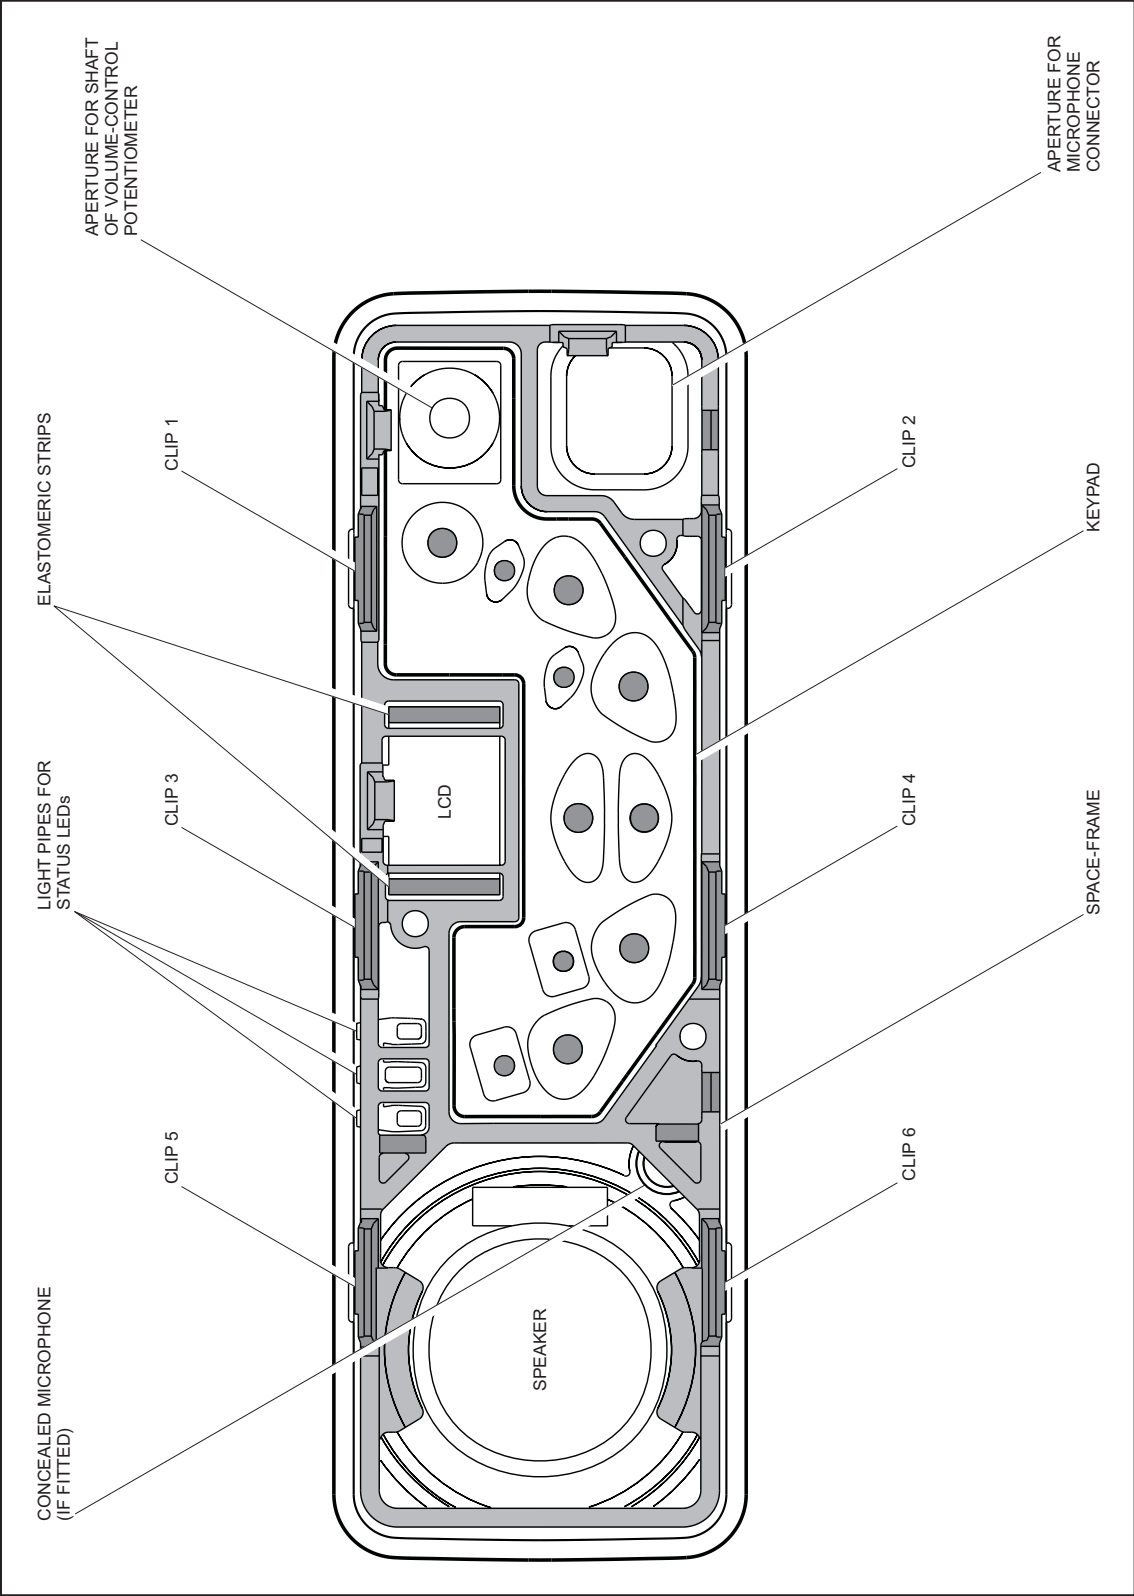 CONCEALED MICROPHONE
(IF FITTED)
LIGHT PIPES FOR
STATUS LEDs
ELASTOMERIC STRIPS
APERTURE FOR SHAFT
OF VOLUME-CONTROL
POTENTIOMETER
CLIP 5
CLIP 3
CLIP 1
LCD
SPEAKER
CLIP 6
CLIP 4
CLIP 2
SPACE-FRAME
KEYPAD
APERTURE FOR
MICROPHONE
CONNECTOR